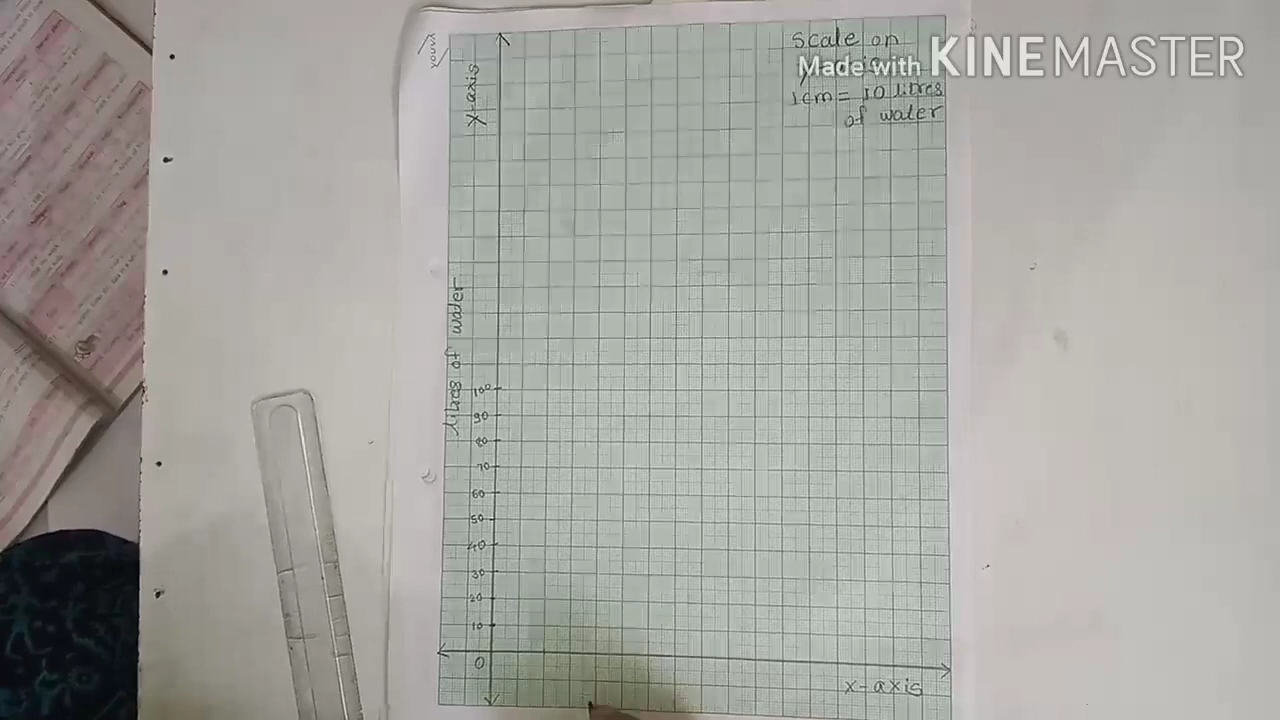 Scale on
Made with KINEMASTER
1cm = 10 litres
of water
y-axis
litres of water
100
90
80
70
60
50
40
30
20
10
0
x-axis